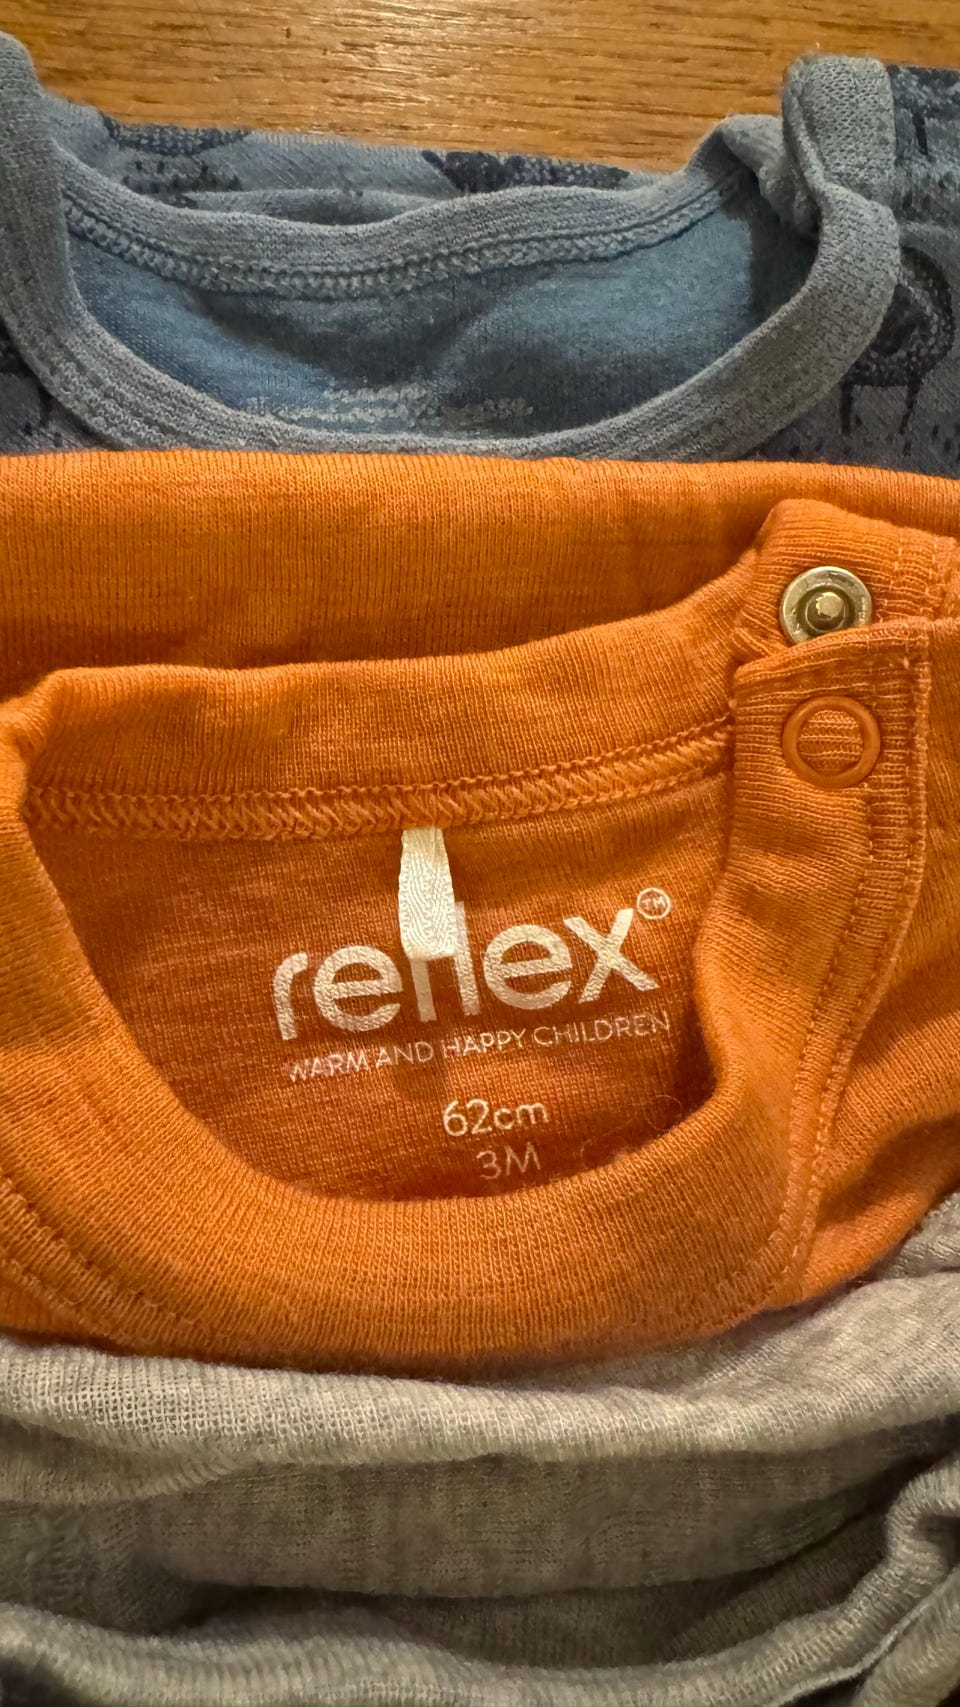 reflex™
WARM AND HAPPY CHILDREN
62cm
3M